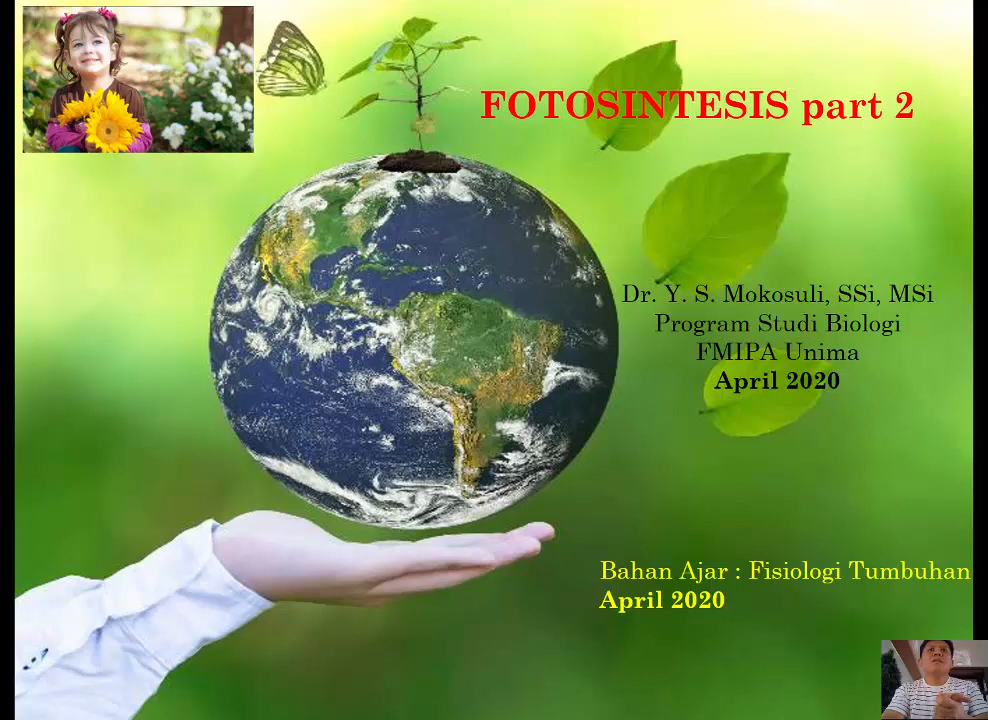 FOTOSINTESIS part 2
Dr. Y. S. Mokosuli, SSi, MSi
Program Studi Biologi
FMIPA Unima
April 2020
Bahan Ajar : Fisiologi Tumbuhan
April 2020